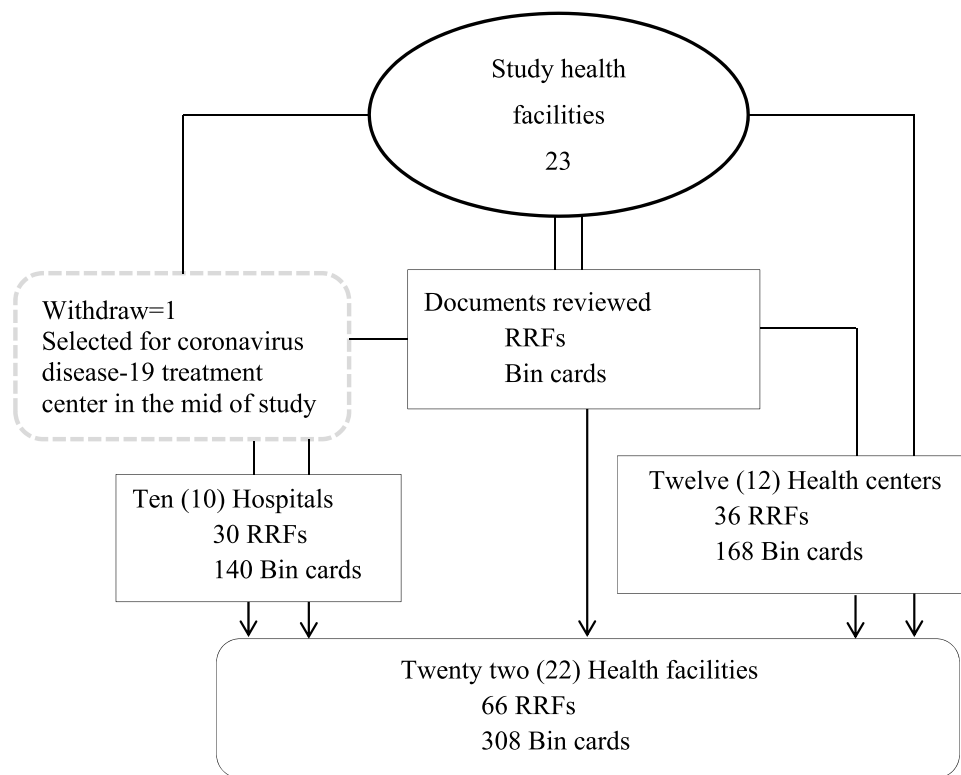 Study health
facilities
23
Withdraw=1
Selected for coronavirus
disease-19 treatment
center in the mid of study
Documents reviewed
RRFs
Bin cards
Ten (10) Hospitals
30 RRFs
140 Bin cards
Twelve (12) Health centers
36 RRFs
168 Bin cards
Twenty two (22) Health facilities
66 RRFs
308 Bin cards